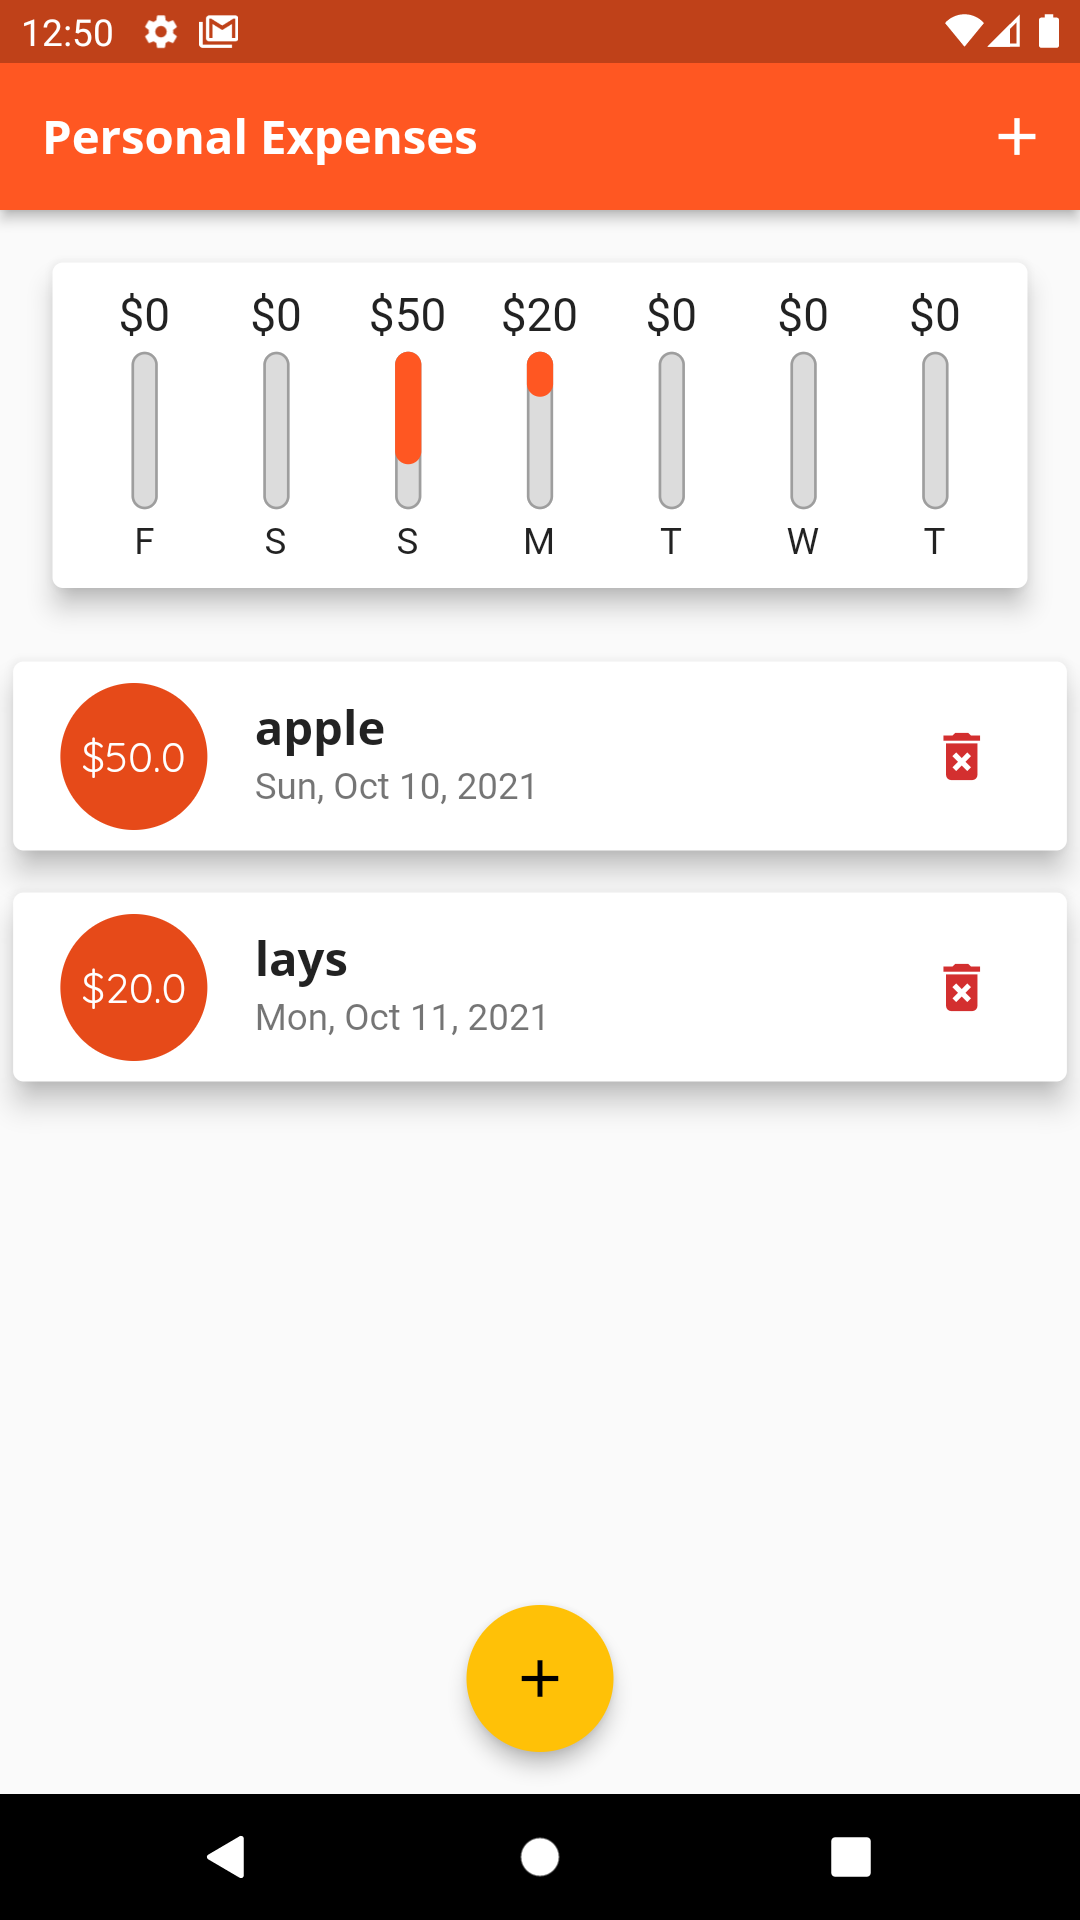 12:50
Personal Expenses
$0 $0 $50 $20 $0 $0 $0
F S S M T W T
$50.0
apple
Sun, Oct 10, 2021
$20.0
lays
Mon, Oct 11, 2021